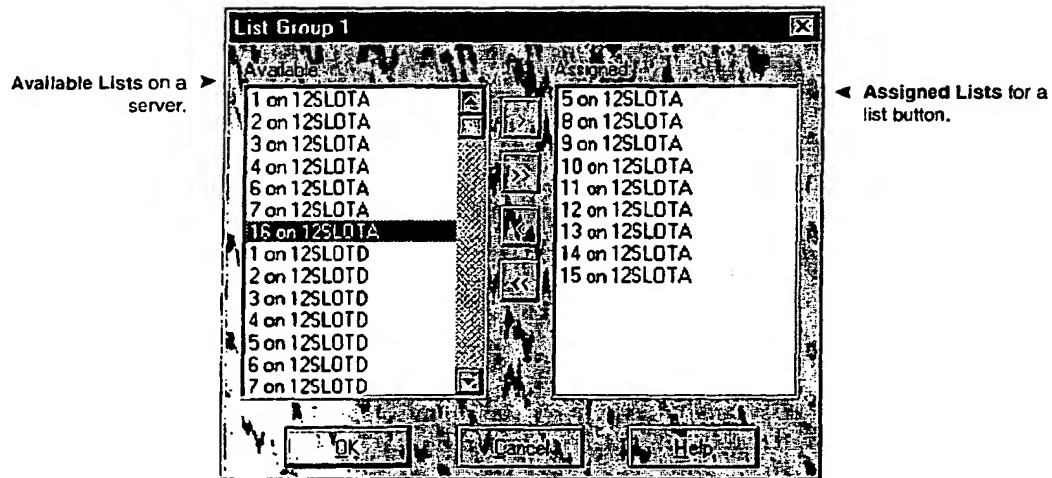 List Group 1
Available Lists on a
server.
Available
1 on 12SLOTA
2 on 12SLOTA
3 on 12SLOTA
4 on 12SLOTA
6 on 12SLOTA
7 on 12SLOTA
16 on 12SLOTA
1 on 12SLOTD
2 on 12SLOTD
3 on 12SLOTD
4 on 12SLOTD
5 on 12SLOTD
6 on 12SLOTD
7 on 12SLOTD
>
>>
<
<<
Assigned
5 on 12SLOTA
8 on 12SLOTA
9 on 12SLOTA
10 on 12SLOTA
11 on 12SLOTA
12 on 12SLOTA
13 on 12SLOTA
14 on 12SLOTA
15 on 12SLOTA
Assigned Lists for a
list button.
OK
Cancel
Help